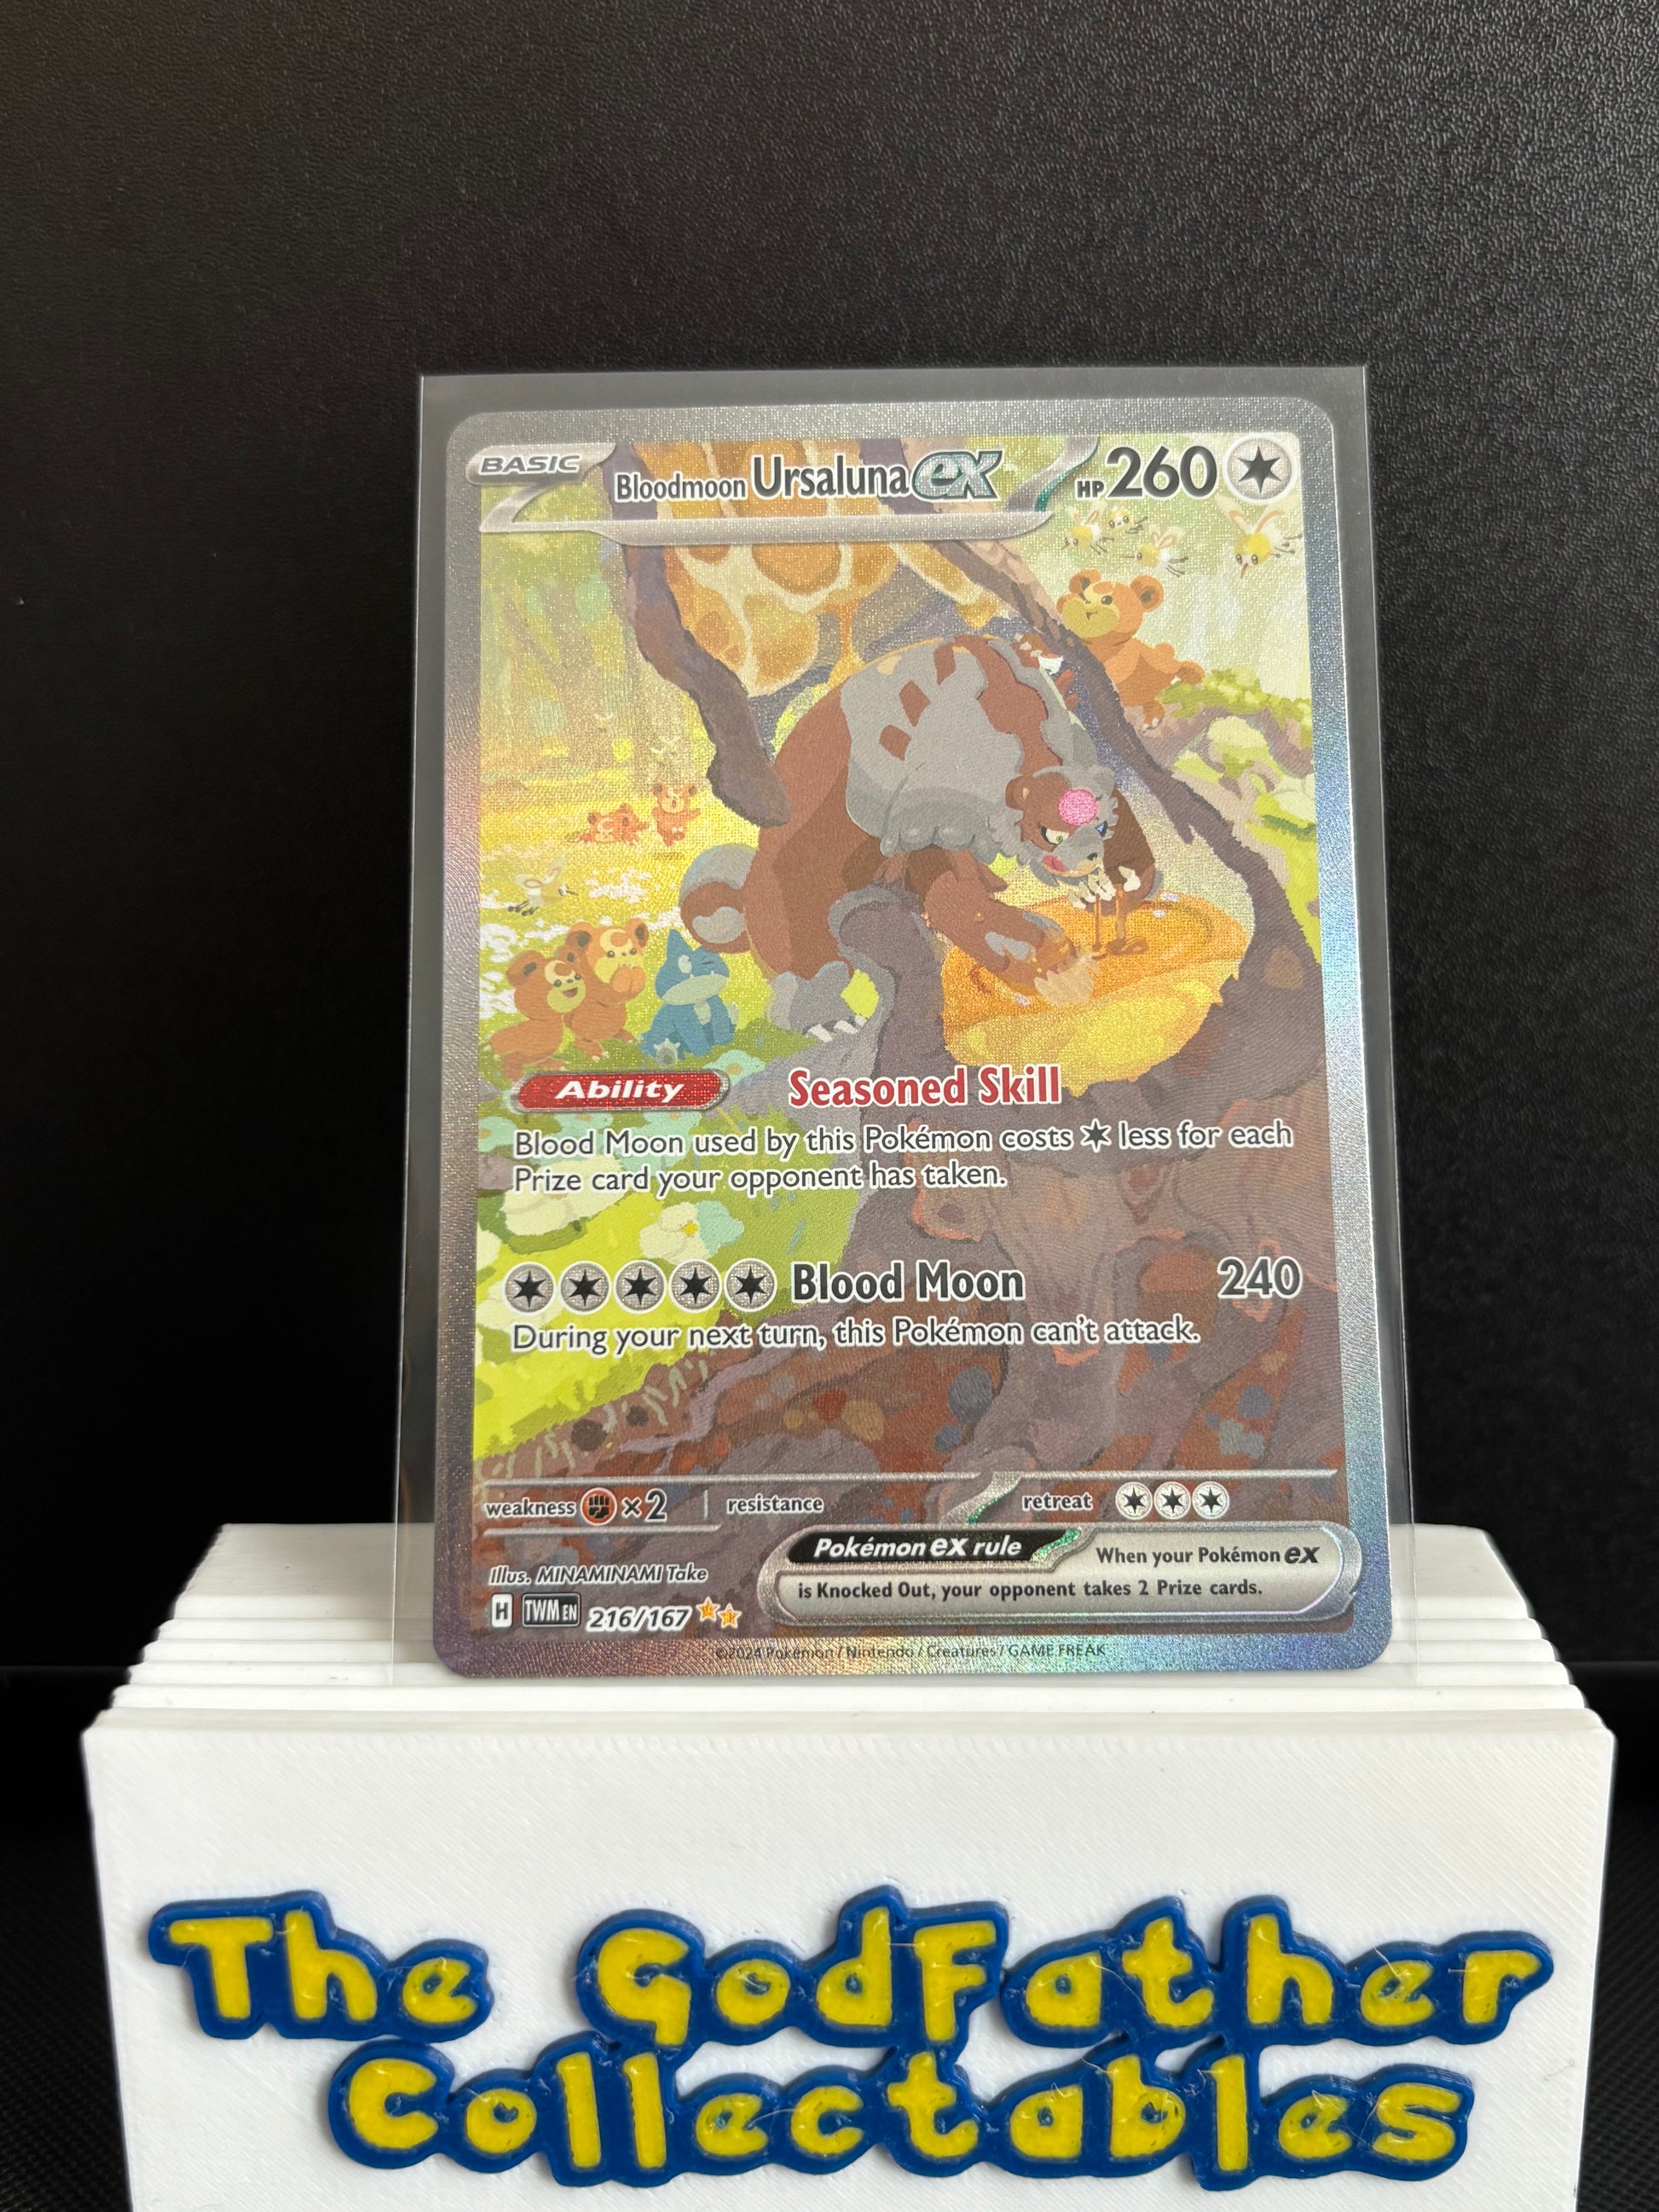 BASIC
Bloodmoon Ursaluna ex HP 260
Ability Seasoned Skill
Blood Moon used by this Pokémon costs less for each
Prize card your opponent has taken.
Blood Moon 240
During your next turn, this Pokémon can't attack.
weakness ×2 resistance retreat
Pokémon ex rule When your Pokémon ex
is Knocked Out, your opponent takes 2 Prize cards.
Illus. MINAMINAMI Take
H TWM EN 216/167
©2024 Pokémon / Nintendo / Creatures / GAME FREAK
The Godfather
Collectables